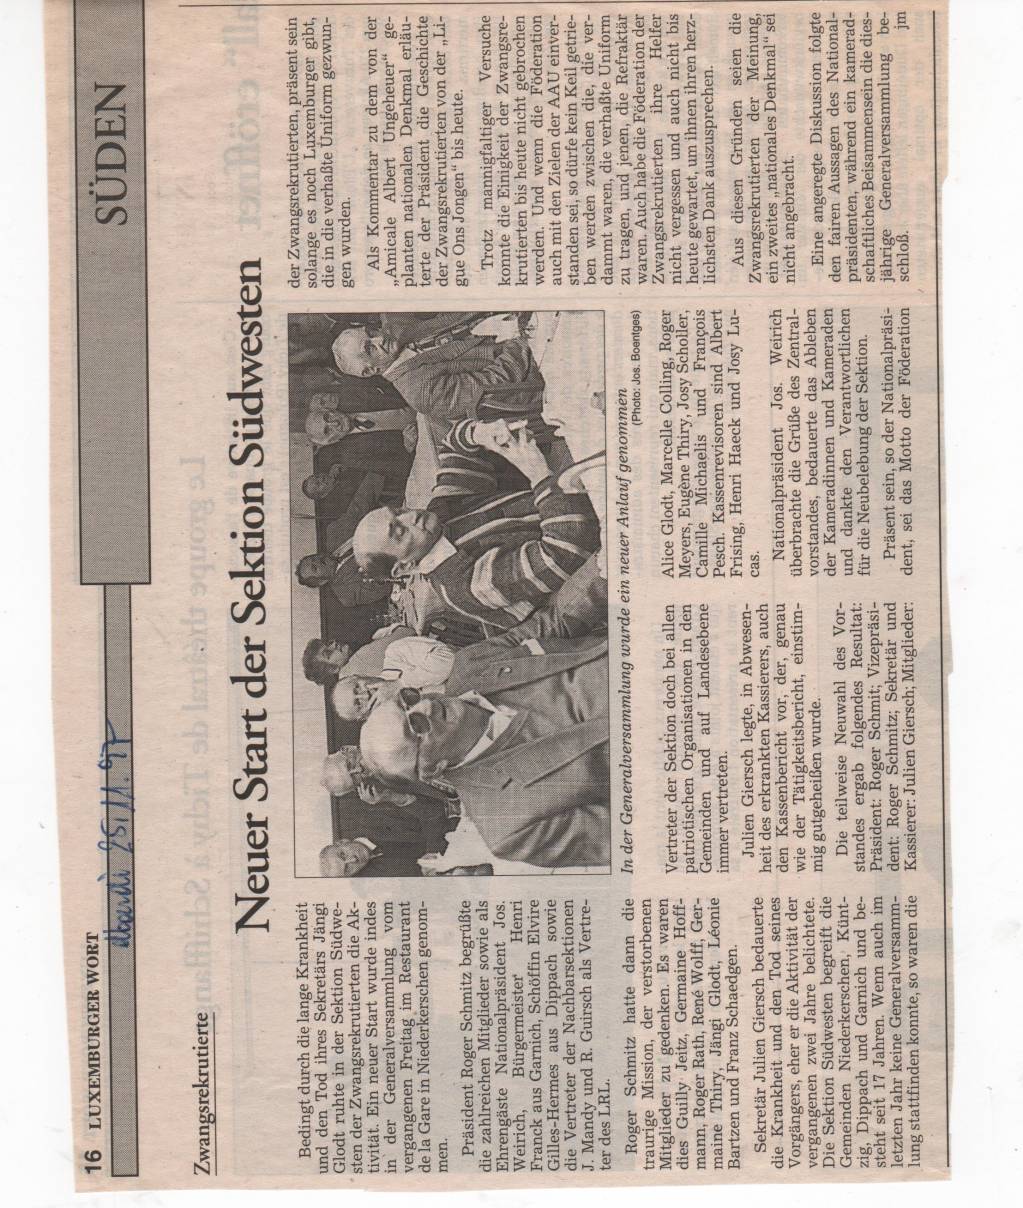 16 LUXEMBURGER WORT
25.11.97
SÜDEN
Zwangsrekrutierte
Neuer Start der Sektion Südwesten
Bedingt durch die lange Krankheit
und den Tod ihres Sekretärs Jängi
Glodt ruhte in der Sektion Südwe-
sten der Zwangsrekrutierten die Ak-
tivität. Ein neuer Start wurde indes
in der Generalversammlung vom
vergangenen Freitag im Restaurant
de la Gare in Niederkerschen genom-
men.
Präsident Roger Schmitz begrüßte
die zahlreichen Mitglieder sowie als
Ehrengäste Nationalpräsident Jos.
Weirich, Bürgermeister Henri
Franck aus Garnich, Schöffin Elvire
Gilles-Hermes aus Dippach sowie
die Vertreter der Nachbarsektionen
J. Mandy und R. Gursch als Vertre-
ter des LRL.
Roger Schmitz hatte dann die
traurige Mission, der verstorbenen
Mitglieder zu gedenken. Es waren
dies Guilly Jeitz, Germaine Hoff-
mann, Roger Rath, René Wolff, Ger-
maine Thiry, Jängi Glodt, Léonie
Bartzen und Franz Schaedgen.
Sekretär Julien Giersch bedauerte
die Krankheit und den Tod seines
Vorgängers, eher er die Aktivität der
vergangenen zwei Jahre belichtete.
Die Sektion Südwesten begreift die
Gemeinden Niederkerschen, Künt-
zig, Dippach und Garnich und be-
steht seit 17 Jahren. Wenn auch im
letzten Jahr keine Generalversamm-
lung stattfinden konnte, so waren die
In der Generalversammlung wurde ein neuer Anlauf genommen
(Photo: Jos. Boentges)
Vertreter der Sektion doch bei allen
patriotischen Organisationen in den
Gemeinden und auf Landesebene
immer vertreten.
Julien Giersch legte, in Abwesen-
heit des erkrankten Kassierers, auch
den Kassenbericht vor, der, genau
wie der Tätigkeitsbericht, einstim-
mig gutgeheißen wurde.
Die teilweise Neuwahl des Vor-
standes ergab folgendes Resultat:
Präsident: Roger Schmit; Vizepräsi-
dent: Roger Schmitz; Sekretär und
Kassierer: Julien Giersch; Mitglieder:
Alice Glodt, Marcelle Colling, Roger
Meyers, Eugène Thiry, Josy Scholler,
Camille Michaelis und François
Pesch. Kassenrevisoren sind Albert
Frising, Henri Haeck und Josy Lu-
cas.
Nationalpräsident Jos. Weirich
überbrachte die Grüße des Zentral-
vorstandes, bedauerte das Ableben
der Kameradinnen und Kameraden
und dankte den Verantwortlichen
für die Neubelebung der Sektion.
Präsent sein, so der Nationalpräsi-
dent, sei das Motto der Föderation
der Zwangsrekrutierten, präsent sein
solange es noch Luxemburger gibt,
die in die verhaßte Uniform gezwun-
gen wurden.
Als Kommentar zu dem von der
„Amicale Albert Ungeheuer" ge-
planten nationalen Denkmal erläu-
terte der Präsident die Geschichte
der Zwangsrekrutierten von der „Li-
gue Ons Jongen" bis heute.
Trotz mannigfaltiger Versuche
konnte die Einigkeit der Zwangsre-
krutierten bis heute nicht gebrochen
werden. Und wenn die Föderation
auch mit den Zielen der AAU einver-
standen sei, so dürfe kein Keil getrie-
ben werden zwischen die, die ver-
dammt waren, die verhaßte Uniform
zu tragen, und jenen, die Refraktär
waren. Auch habe die Föderation der
Zwangsrekrutierten ihre Helfer
nicht vergessen und auch nicht bis
heute gewartet, um ihnen ihren herz-
lichsten Dank auszusprechen.
Aus diesen Gründen seien die
Zwangsrekrutierten der Meinung,
ein zweites „nationales Denkmal" sei
nicht angebracht.
Eine angeregte Diskussion folgte
den fairen Aussagen des National-
präsidenten, während ein kamerad-
schaftliches Beisammensein die dies-
jährige Generalversammlung be-
schloß. jm